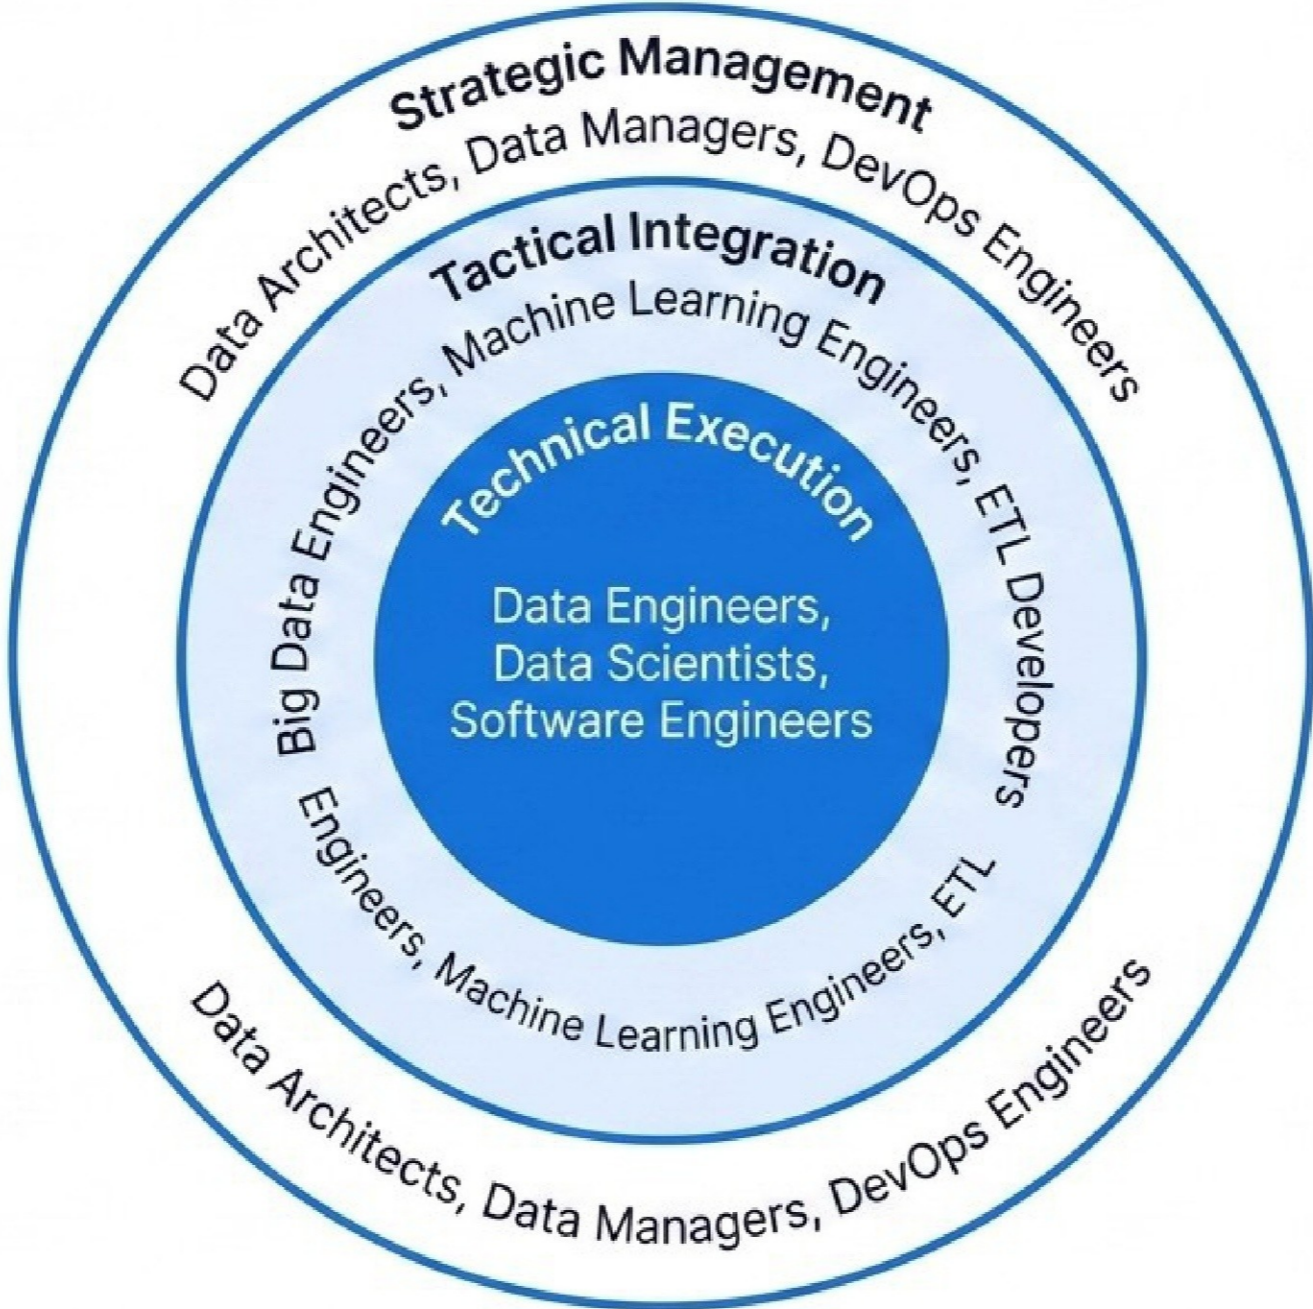 Strategic Management
Data Architects, Data Managers, DevOps Engineers
Tactical Integration
Big Data Engineers, Machine Learning Engineers, ETL Developers
Technical Execution
Data Engineers,
Data Scientists,
Software Engineers
Engineers, Machine Learning Engineers, ETL
Data Architects, Data Managers, DevOps Engineers